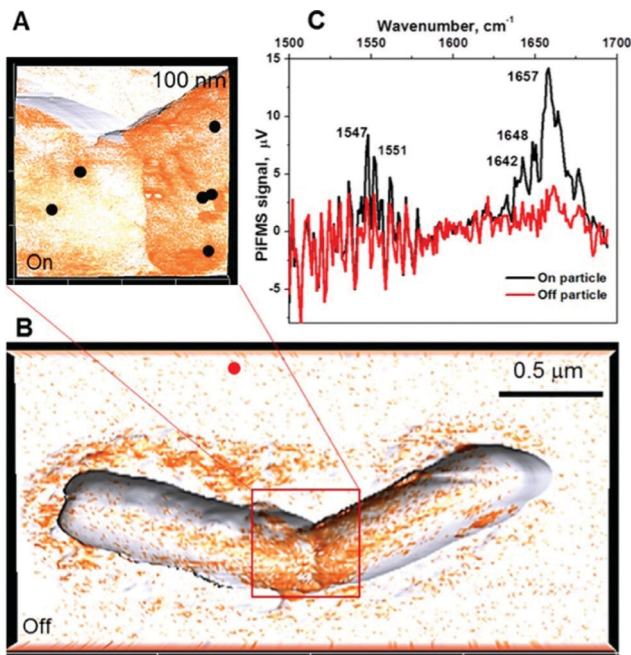 A
100 nm
On
C
Wavenumber, cm⁻¹
1500 1550 1600 1650 1700
15
10
5
0
-5
PiFMS signal, μV
1547
1551
1642
1648
1657
On particle
Off particle
B
0.5 μm
Off